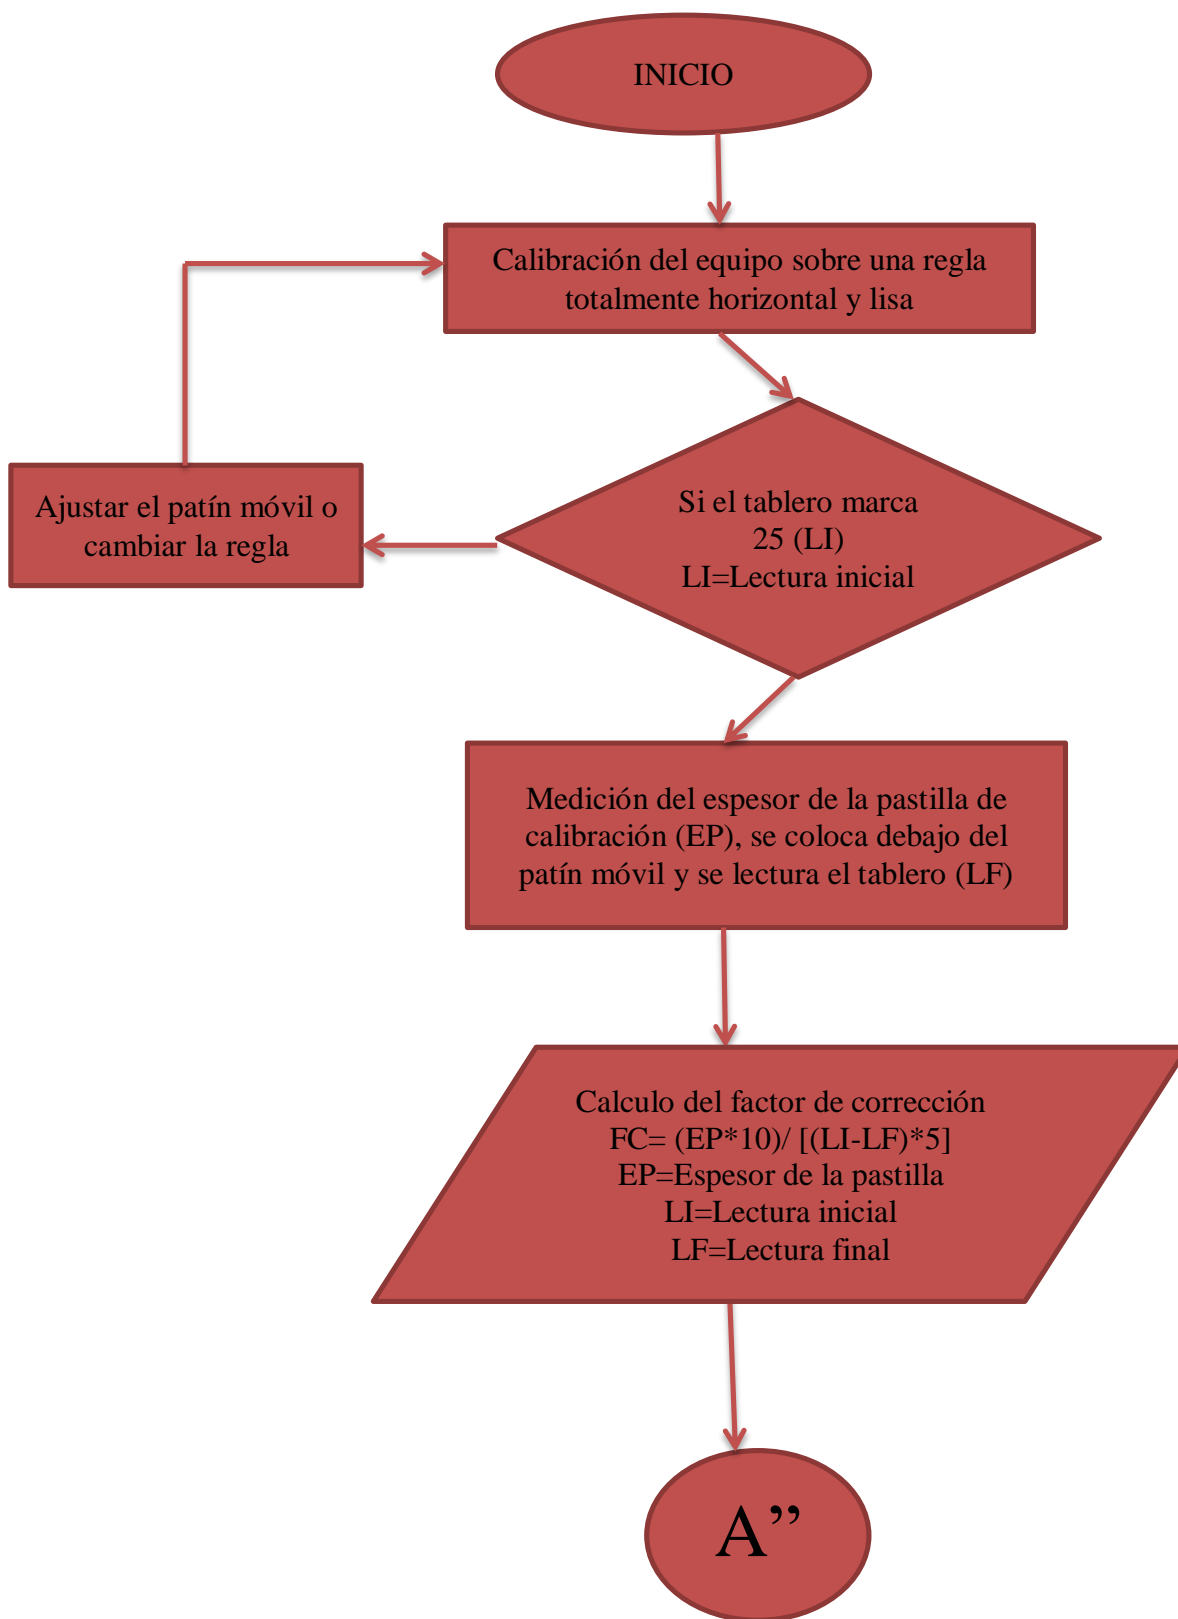 INICIO
Calibración del equipo sobre una regla
totalmente horizontal y lisa
Ajustar el patín móvil o
cambiar la regla
Si el tablero marca
25 (LI)
LI=Lectura inicial
Medición del espesor de la pastilla de
calibración (EP), se coloca debajo del
patín móvil y se lectura el tablero (LF)
Calculo del factor de corrección
FC= (EP*10)/ [(LI-LF)*5]
EP=Espesor de la pastilla
LI=Lectura inicial
LF=Lectura final
A”